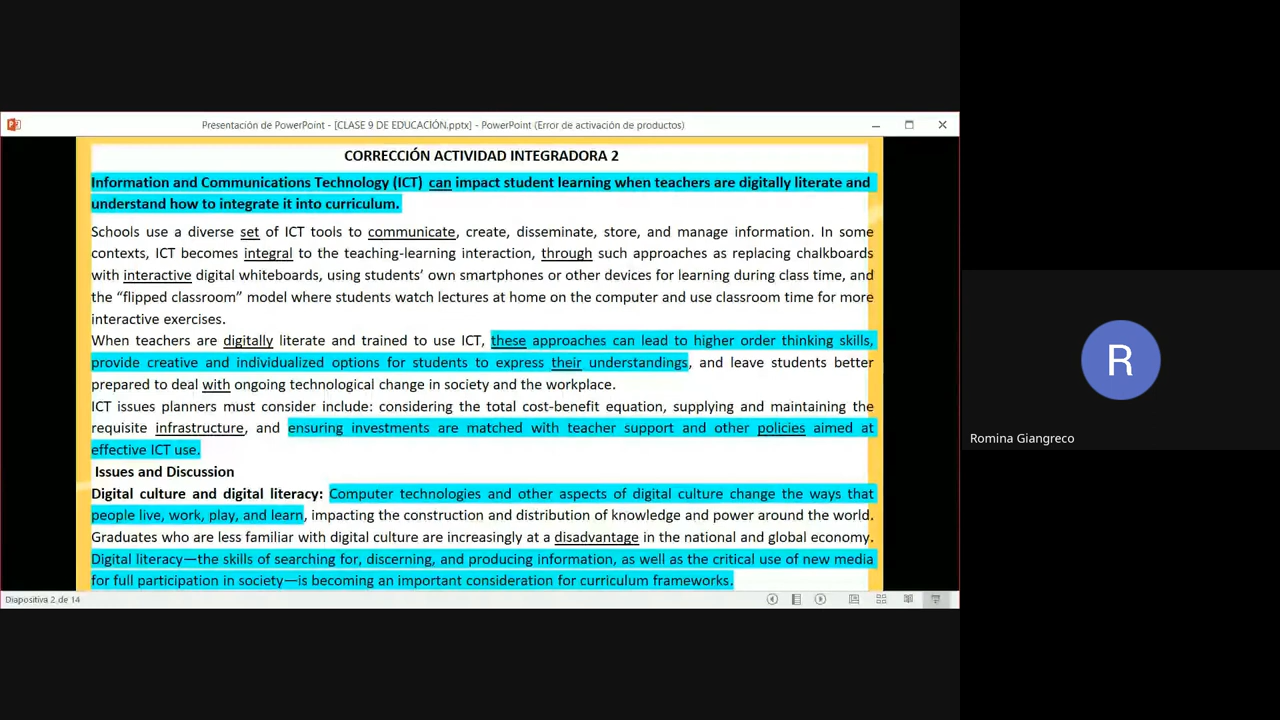 Presentación de PowerPoint - [CLASE 9 DE EDUCACIÓN.pptx] - PowerPoint (Error de activación de productos)
CORRECCIÓN ACTIVIDAD INTEGRADORA 2
Information and Communications Technology (ICT) can impact student learning when teachers are digitally literate and
understand how to integrate it into curriculum.
Schools use a diverse set of ICT tools to communicate, create, disseminate, store, and manage information. In some
contexts, ICT becomes integral to the teaching-learning interaction, through such approaches as replacing chalkboards
with interactive digital whiteboards, using students’ own smartphones or other devices for learning during class time, and
the “flipped classroom” model where students watch lectures at home on the computer and use classroom time for more
interactive exercises.
When teachers are digitally literate and trained to use ICT, these approaches can lead to higher order thinking skills,
provide creative and individualized options for students to express their understandings, and leave students better
prepared to deal with ongoing technological change in society and the workplace.
ICT issues planners must consider include: considering the total cost-benefit equation, supplying and maintaining the
requisite infrastructure, and ensuring investments are matched with teacher support and other policies aimed at
effective ICT use.
Issues and Discussion
Digital culture and digital literacy: Computer technologies and other aspects of digital culture change the ways that
people live, work, play, and learn, impacting the construction and distribution of knowledge and power around the world.
Graduates who are less familiar with digital culture are increasingly at a disadvantage in the national and global economy.
Digital literacy—the skills of searching for, discerning, and producing information, as well as the critical use of new media
for full participation in society—is becoming an important consideration for curriculum frameworks.
Diapositiva 2 de 14
R
Romina Giangreco